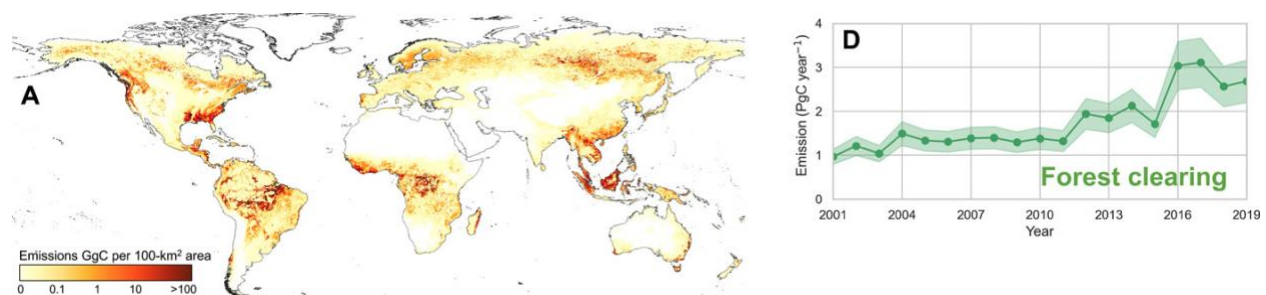 A
Emissions GgC per 100-km² area
0 0.1 1 10 >100
D
Emission (PgC year⁻¹)
4
3
2
1
0
Forest clearing
2001 2004 2007 2010 2013 2016 2019
Year